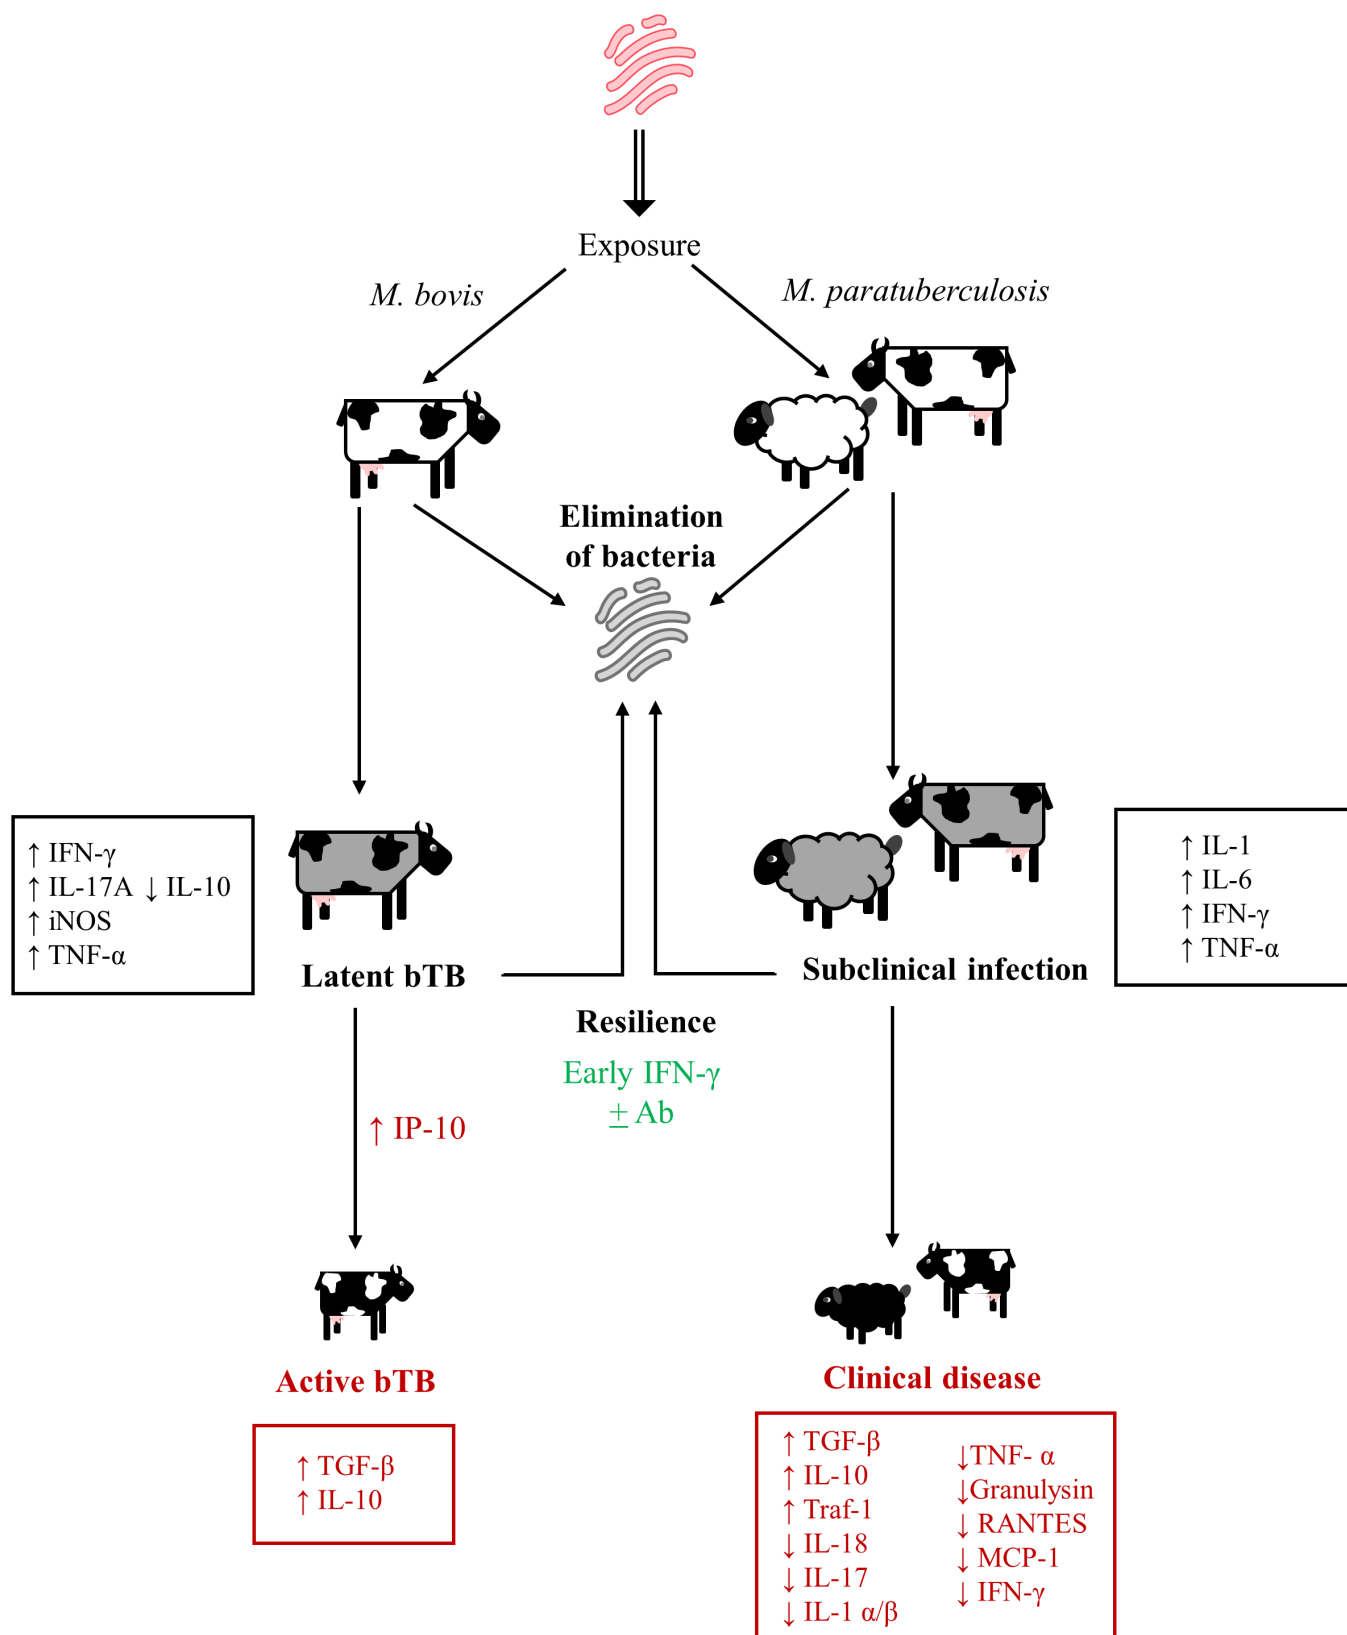 Exposure
M. bovis
M. paratuberculosis
Elimination
of bacteria
↑ IFN-γ
↑ IL-17A ↓ IL-10
↑ iNOS
↑ TNF-α
Latent bTB
Subclinical infection
↑ IL-1
↑ IL-6
↑ IFN-γ
↑ TNF-α
Resilience
Early IFN-γ
± Ab
↑ IP-10
Active bTB
↑ TGF-β
↑ IL-10
Clinical disease
↑ TGF-β
↑ IL-10
↑ Traf-1
↓ IL-18
↓ IL-17
↓ IL-1 α/β
↓TNF- α
↓Granulysin
↓ RANTES
↓ MCP-1
↓ IFN-γ